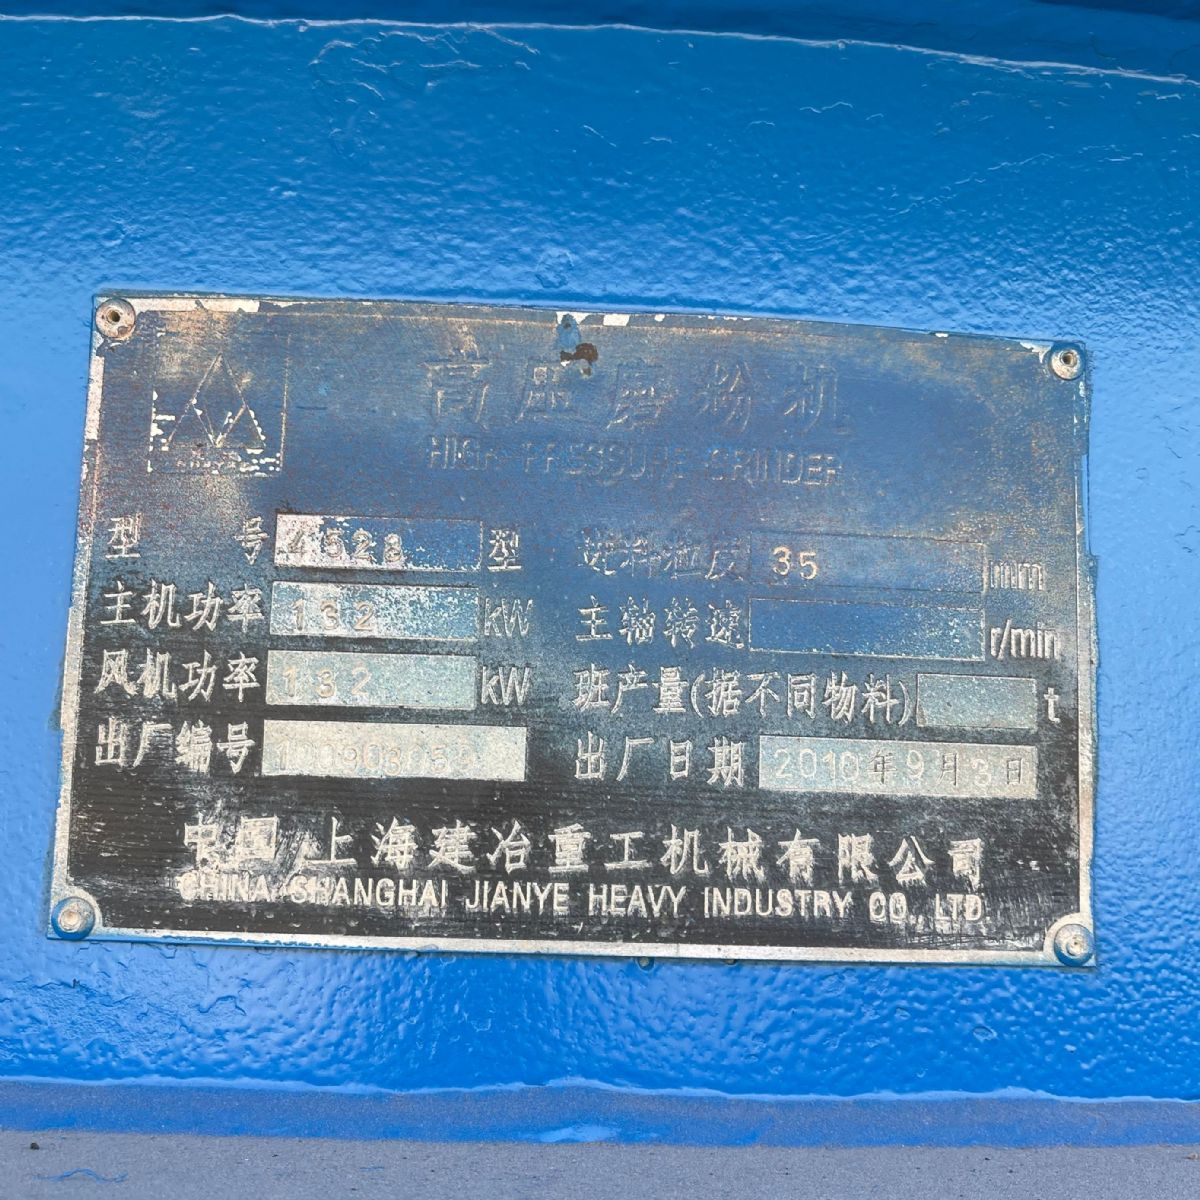 高压磨粉机
HIGH PRESSURE GRINDER
型号 4528 型 进料粒度 35 mm
主机功率 132 kW 主轴转速 r/min
风机功率 132 kW 班产量(据不同物料) t
出厂编号 出厂日期 2010年9月3日
中国上海建冶重工机械有限公司
CHINA SHANGHAI JIANYE HEAVY INDUSTRY CO., LTD